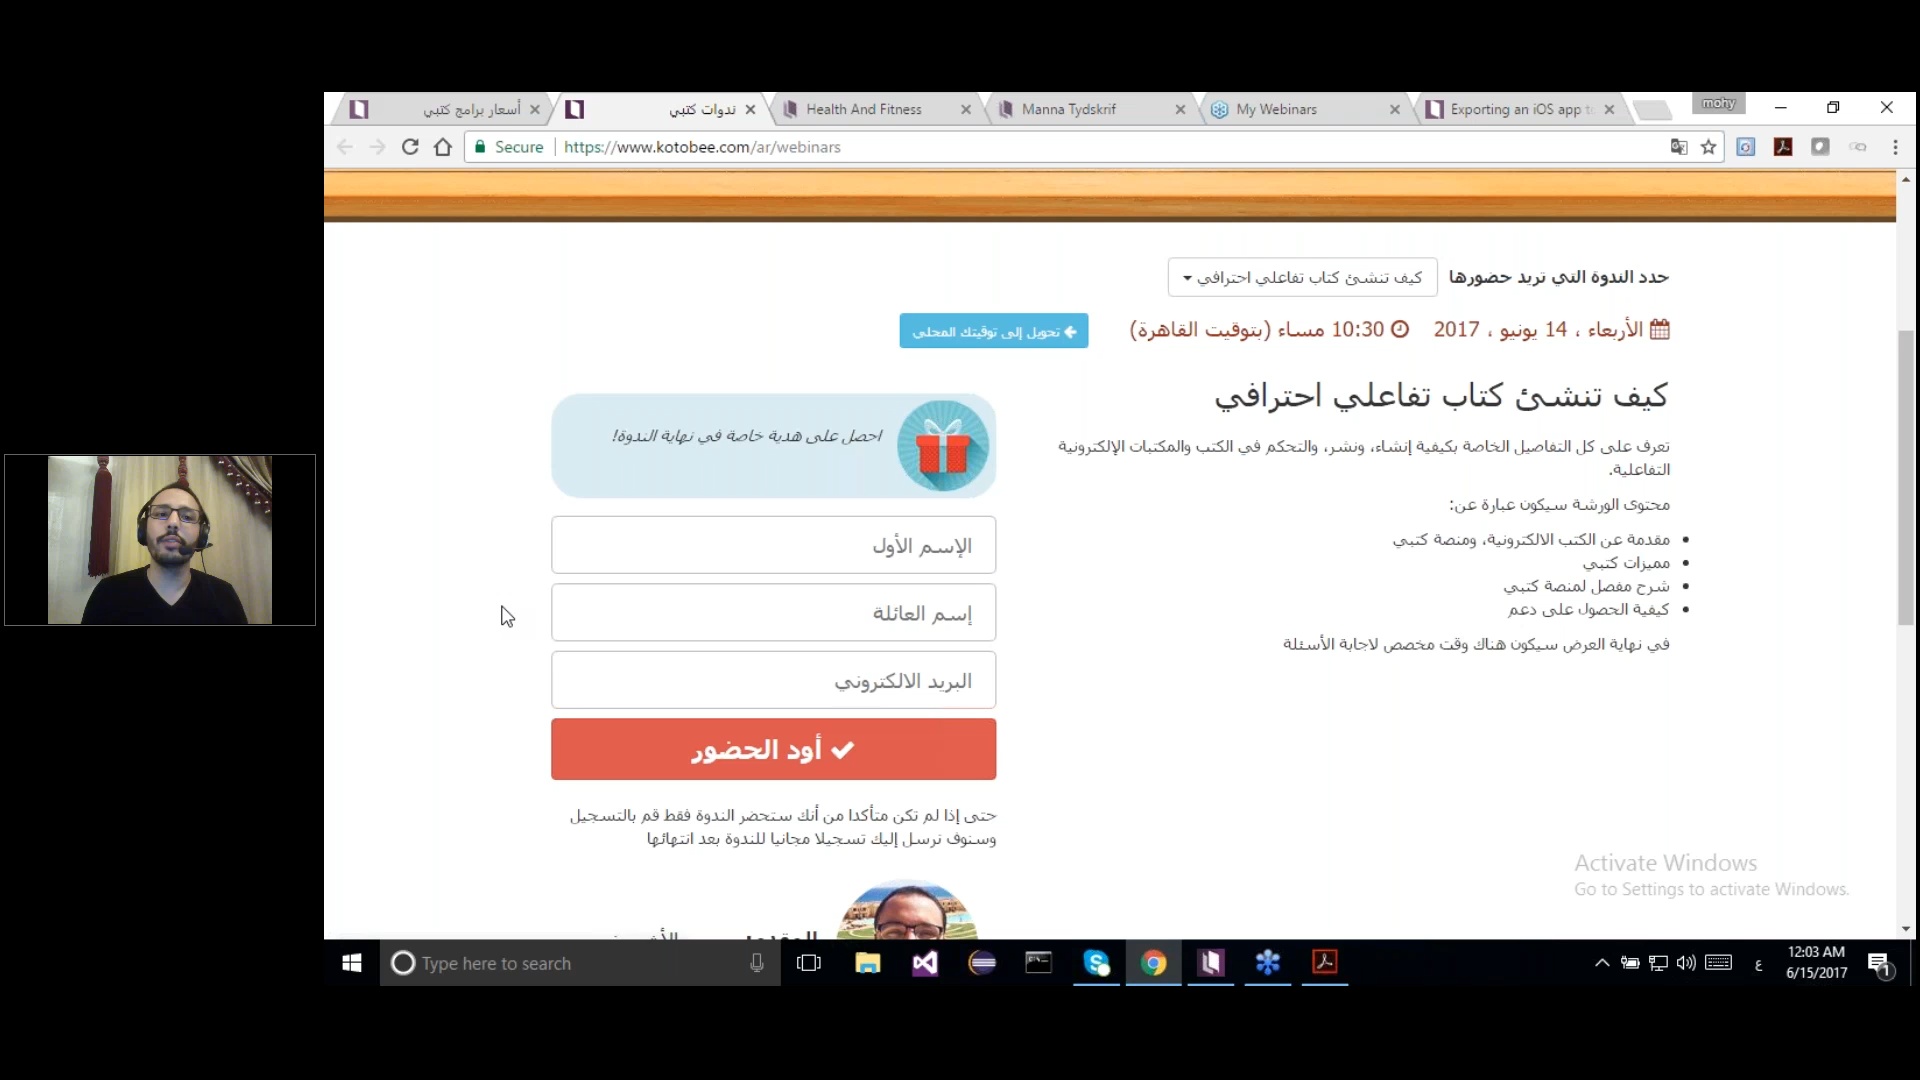 أسعار برامج كتبي
ندوات كتبي
Health And Fitness
Manna Tydskrif
My Webinars
Exporting an iOS app t
mohy
Secure
https://www.kotobee.com/ar/webinars
حدد الندوة التي تريد حضورها
كيف تنشئ كتاب تفاعلي احترافي
الأربعاء ، 14 يونيو ، 2017
10:30 مساء (بتوقيت القاهرة)
تحويل إلى توقيتك المحلي
كيف تنشئ كتاب تفاعلي احترافي
تعرف على كل التفاصيل الخاصة بكيفية إنشاء، ونشر، والتحكم في الكتب والمكتبات الإلكترونية
التفاعلية.
محتوى الورشة سيكون عبارة عن:
مقدمة عن الكتب الالكترونية، ومنصة كتبي
مميزات كتبي
شرح مفصل لمنصة كتبي
كيفية الحصول على دعم
في نهاية العرض سيكون هناك وقت مخصص لاجابة الأسئلة
احصل على هدية خاصة في نهاية الندوة!
الإسم الأول
إسم العائلة
البريد الالكتروني
أود الحضور
حتى إذا لم تكن متأكدا من أنك ستحضر الندوة فقط قم بالتسجيل
وسوف نرسل إليك تسجيلا مجانيا للندوة بعد انتهائها
Activate Windows
Go to Settings to activate Windows.
Type here to search
ع
12:03 AM
6/15/2017
1